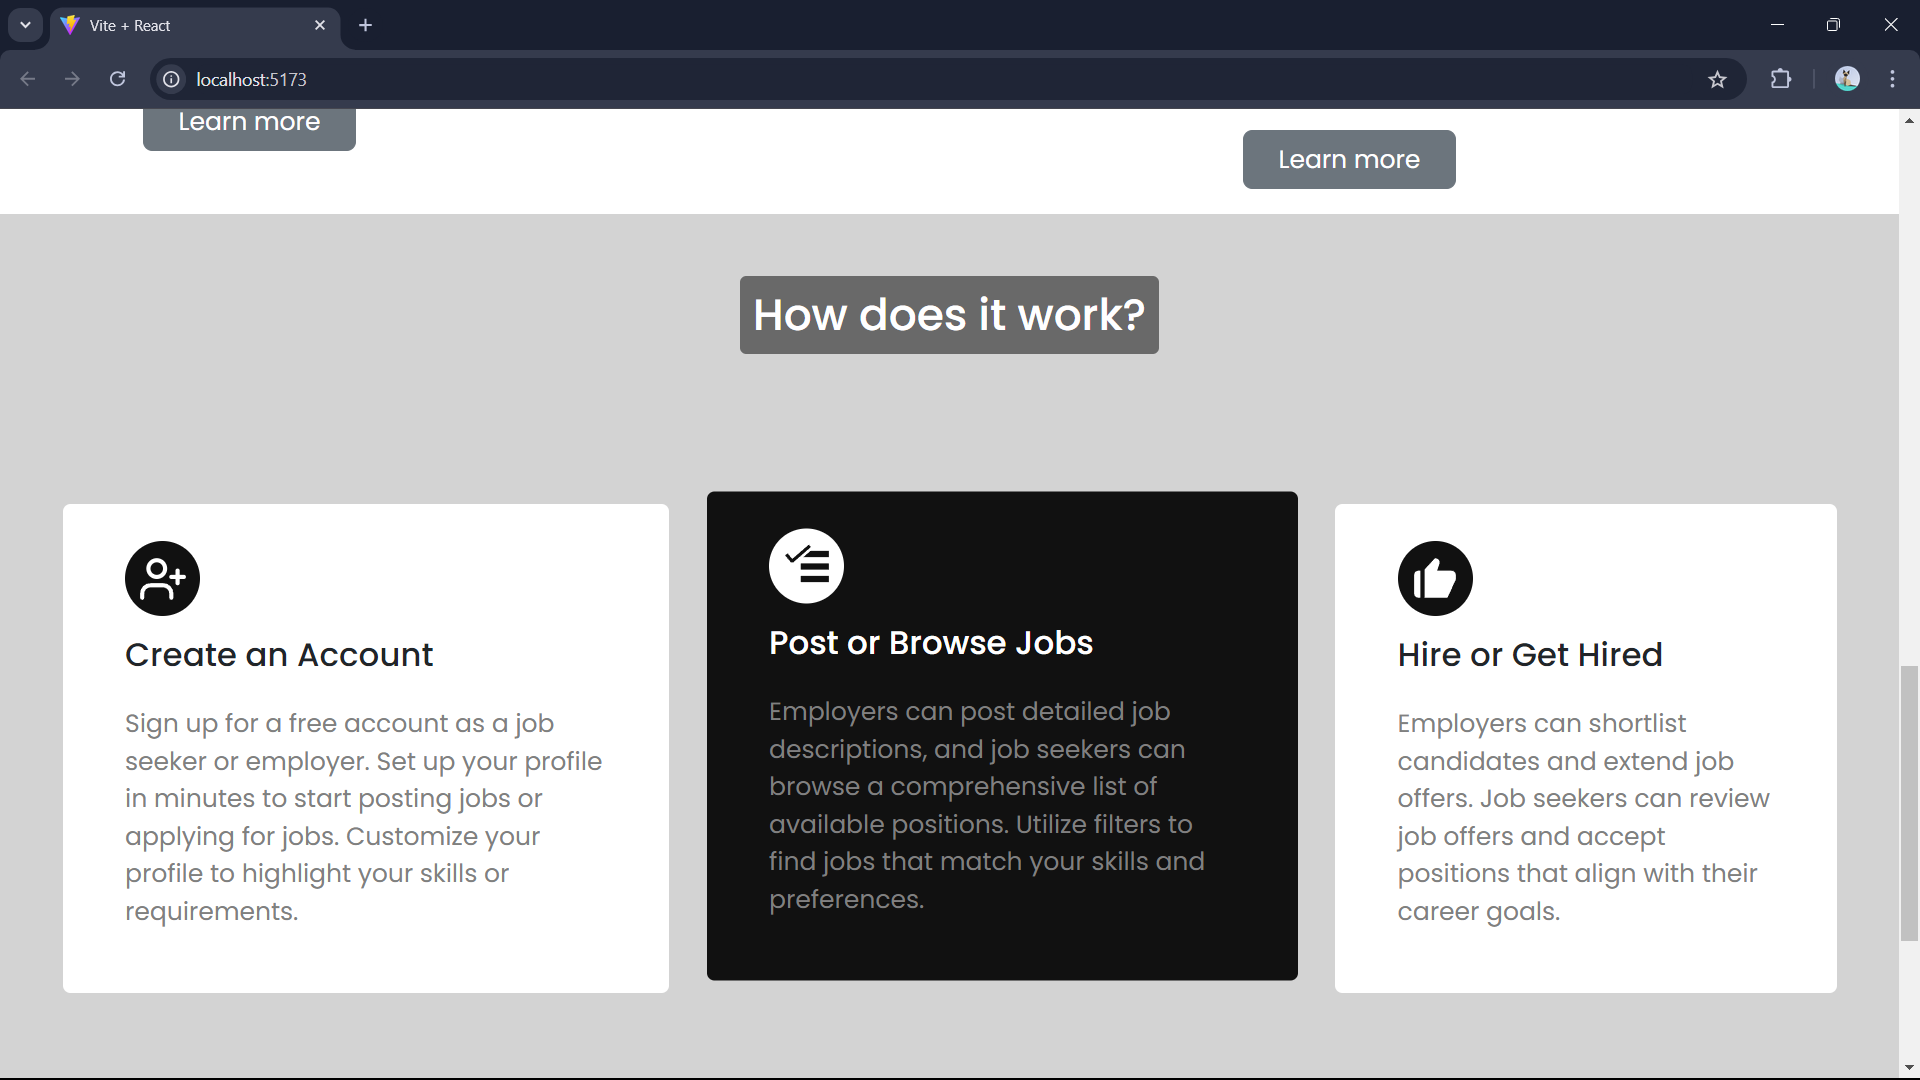 Vite + React
localhost:5173
Learn more
Learn more
How does it work?
Create an Account
Sign up for a free account as a job
seeker or employer. Set up your profile
in minutes to start posting jobs or
applying for jobs. Customize your
profile to highlight your skills or
requirements.
Post or Browse Jobs
Employers can post detailed job
descriptions, and job seekers can
browse a comprehensive list of
available positions. Utilize filters to
find jobs that match your skills and
preferences.
Hire or Get Hired
Employers can shortlist
candidates and extend job
offers. Job seekers can review
job offers and accept
positions that align with their
career goals.